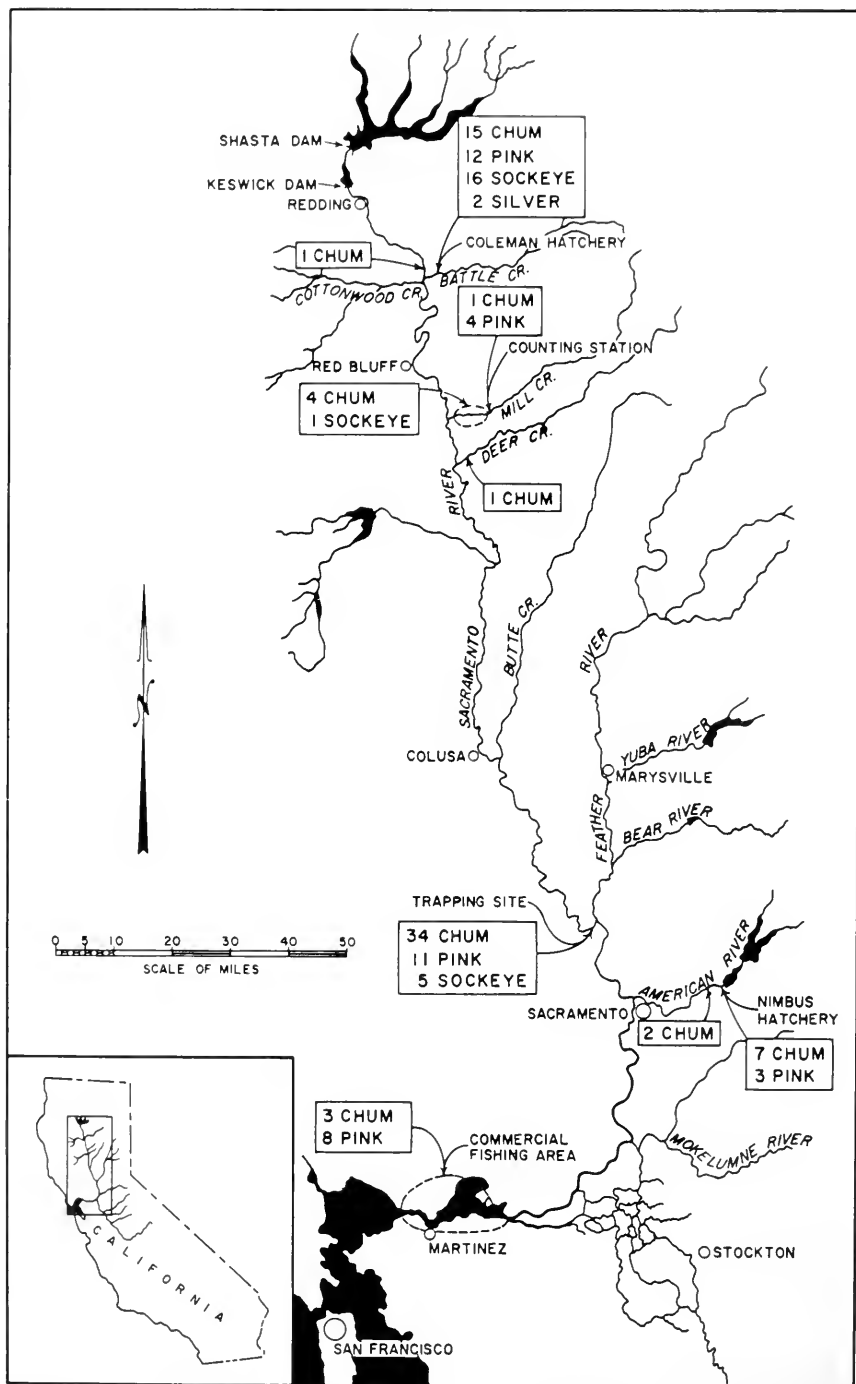 SHASTA DAM
KESWICK DAM
REDDING
15 CHUM
12 PINK
16 SOCKEYE
2 SILVER
COLEMAN HATCHERY
1 CHUM
BATTLE CR.
COTTONWOOD CR.
1 CHUM
4 PINK
COUNTING STATION
RED BLUFF
MILL CR.
4 CHUM
1 SOCKEYE
DEER CR.
RIVER
1 CHUM
N
SACRAMENTO
BUTTE CR.
RIVER
COLUSA
YUBA RIVER
MARYSVILLE
FEATHER
BEAR RIVER
TRAPPING SITE
34 CHUM
11 PINK
5 SOCKEYE
0 5 10 20 30 40 50
SCALE OF MILES
AMERICAN RIVER
SACRAMENTO
NIMBUS
HATCHERY
2 CHUM
7 CHUM
3 PINK
3 CHUM
8 PINK
COMMERCIAL
FISHING AREA
MOKELUMNE RIVER
MARTINEZ
STOCKTON
CALIFORNIA
SAN FRANCISCO